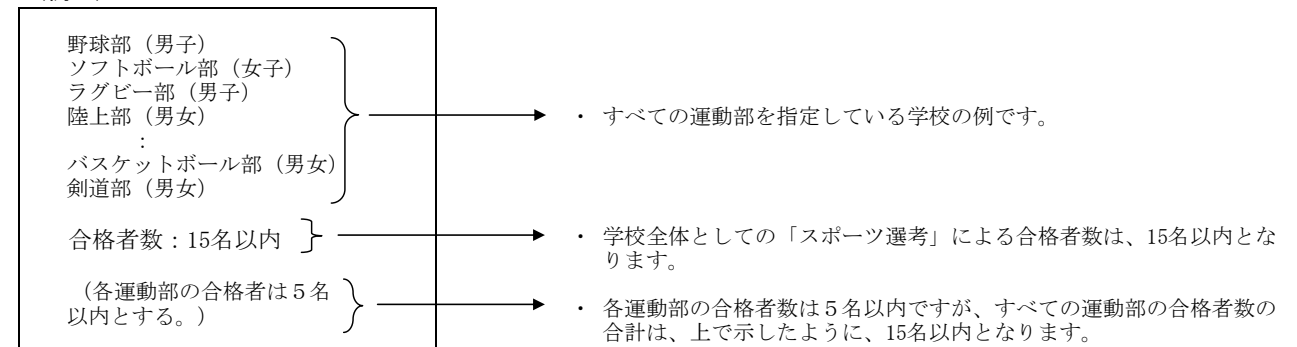 野球部（男子）
ソフトボール部（女子）
ラグビー部（男子）
陸上部（男女）
：
バスケットボール部（男女）
剣道部（男女）
・ すべての運動部を指定している学校の例です。
合格者数：15名以内
・ 学校全体としての「スポーツ選考」による合格者数は、15名以内とな
ります。
（各運動部の合格者は５名
以内とする。）
・ 各運動部の合格者数は５名以内ですが、すべての運動部の合格者数の
合計は、上で示したように、15名以内となります。